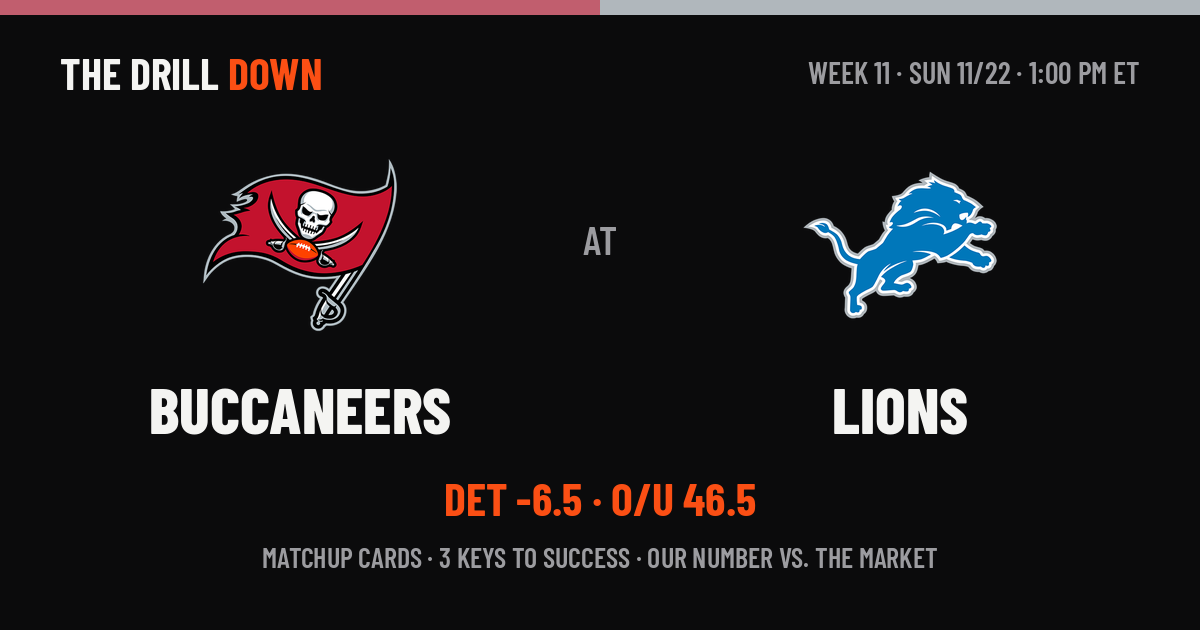 THE DRILL DOWN
WEEK 11 · SUN 11/22 · 1:00 PM ET
AT
BUCCANEERS
LIONS
DET -6.5 · O/U 46.5
MATCHUP CARDS · 3 KEYS TO SUCCESS · OUR NUMBER VS. THE MARKET